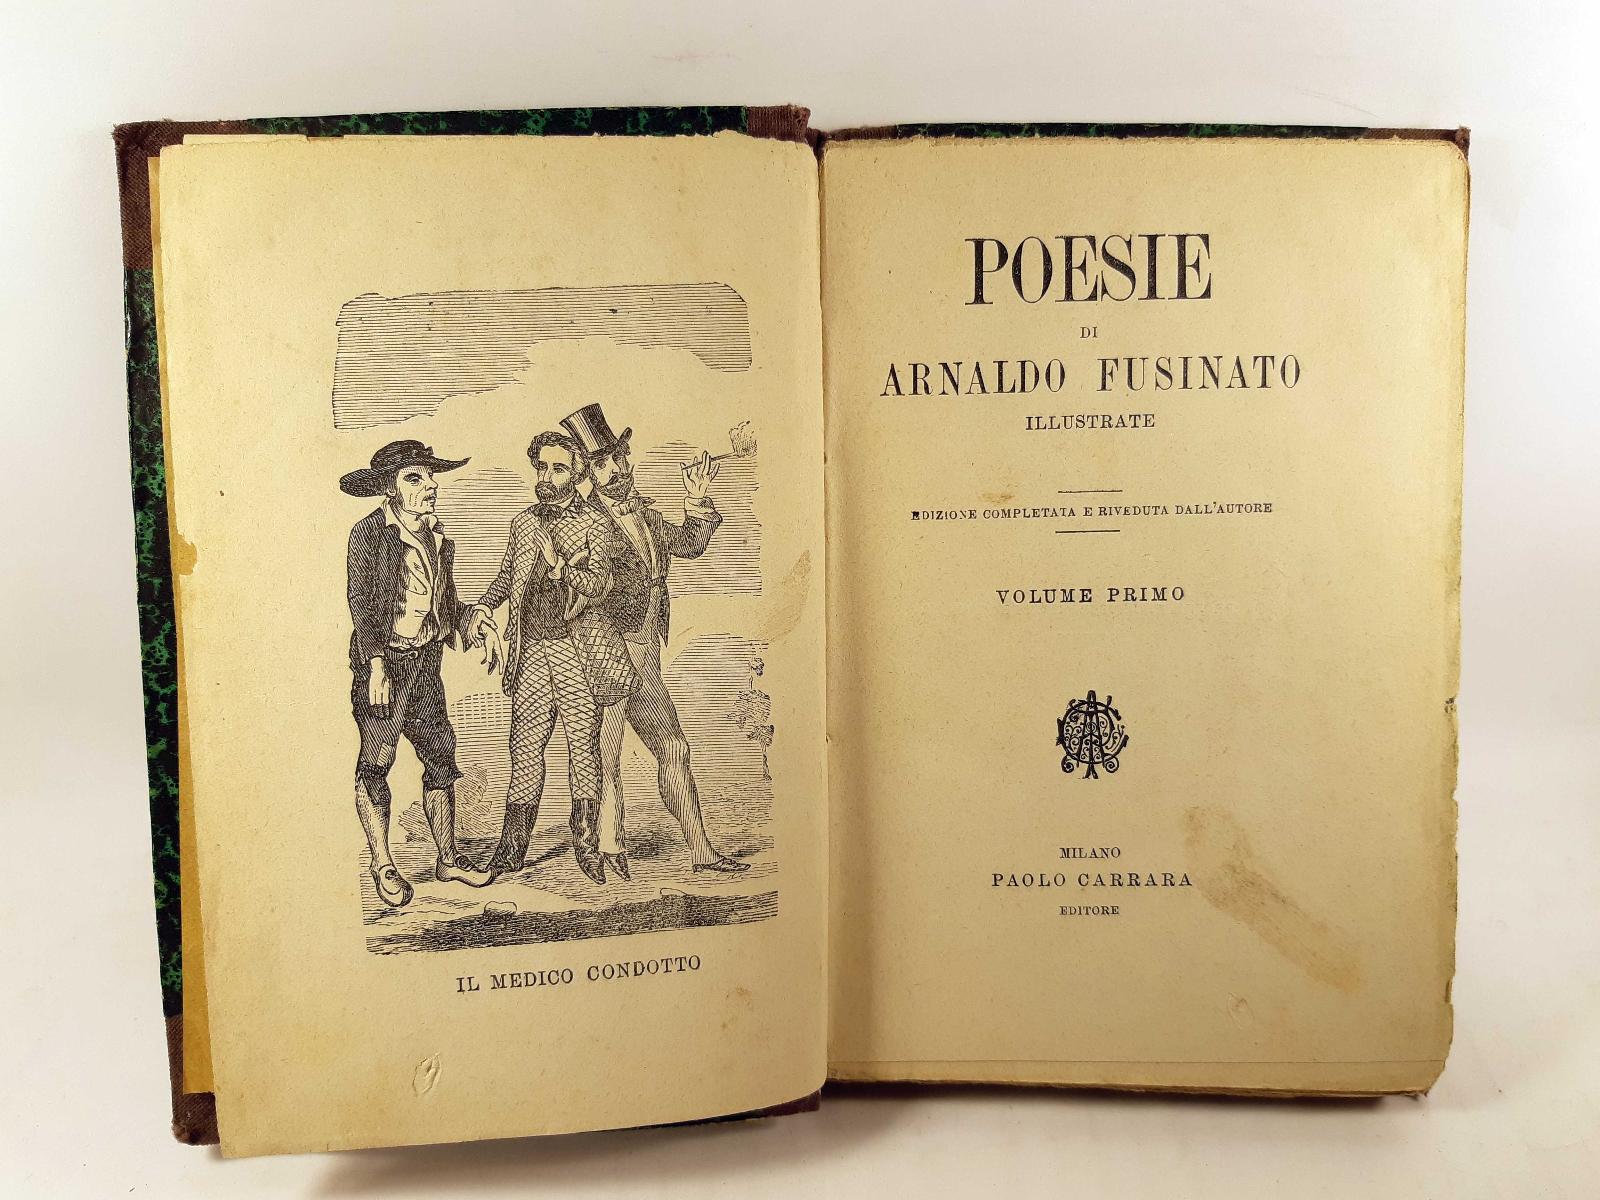 IL MEDICO CONDOTTO
POESIE
DI
ARNALDO FUSINATO
ILLUSTRATE
EDIZIONE COMPLETATA E RIVEDUTA DALL'AUTORE
VOLUME PRIMO
MILANO
PAOLO CARRARA
EDITORE